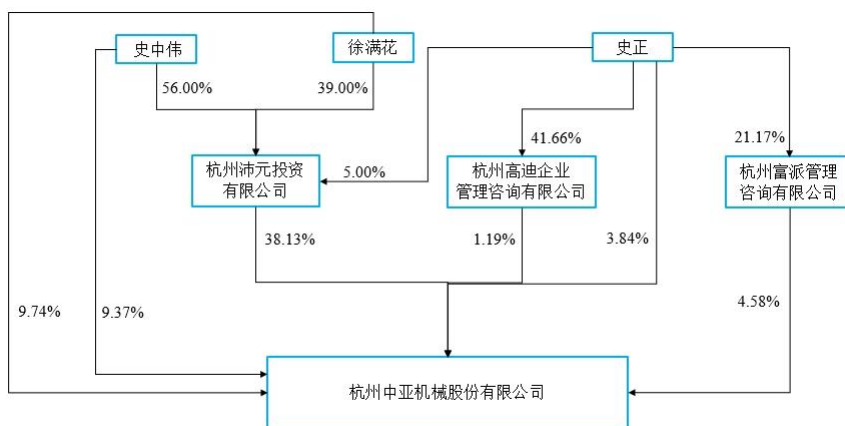 史中伟
徐满花
史正
56.00%
39.00%
41.66%
21.17%
杭州沛元投资
有限公司
5.00%
杭州高迪企业
管理咨询有限公司
杭州富派管理
咨询有限公司
38.13%
1.19%
3.84%
9.74%
9.37%
4.58%
杭州中亚机械股份有限公司